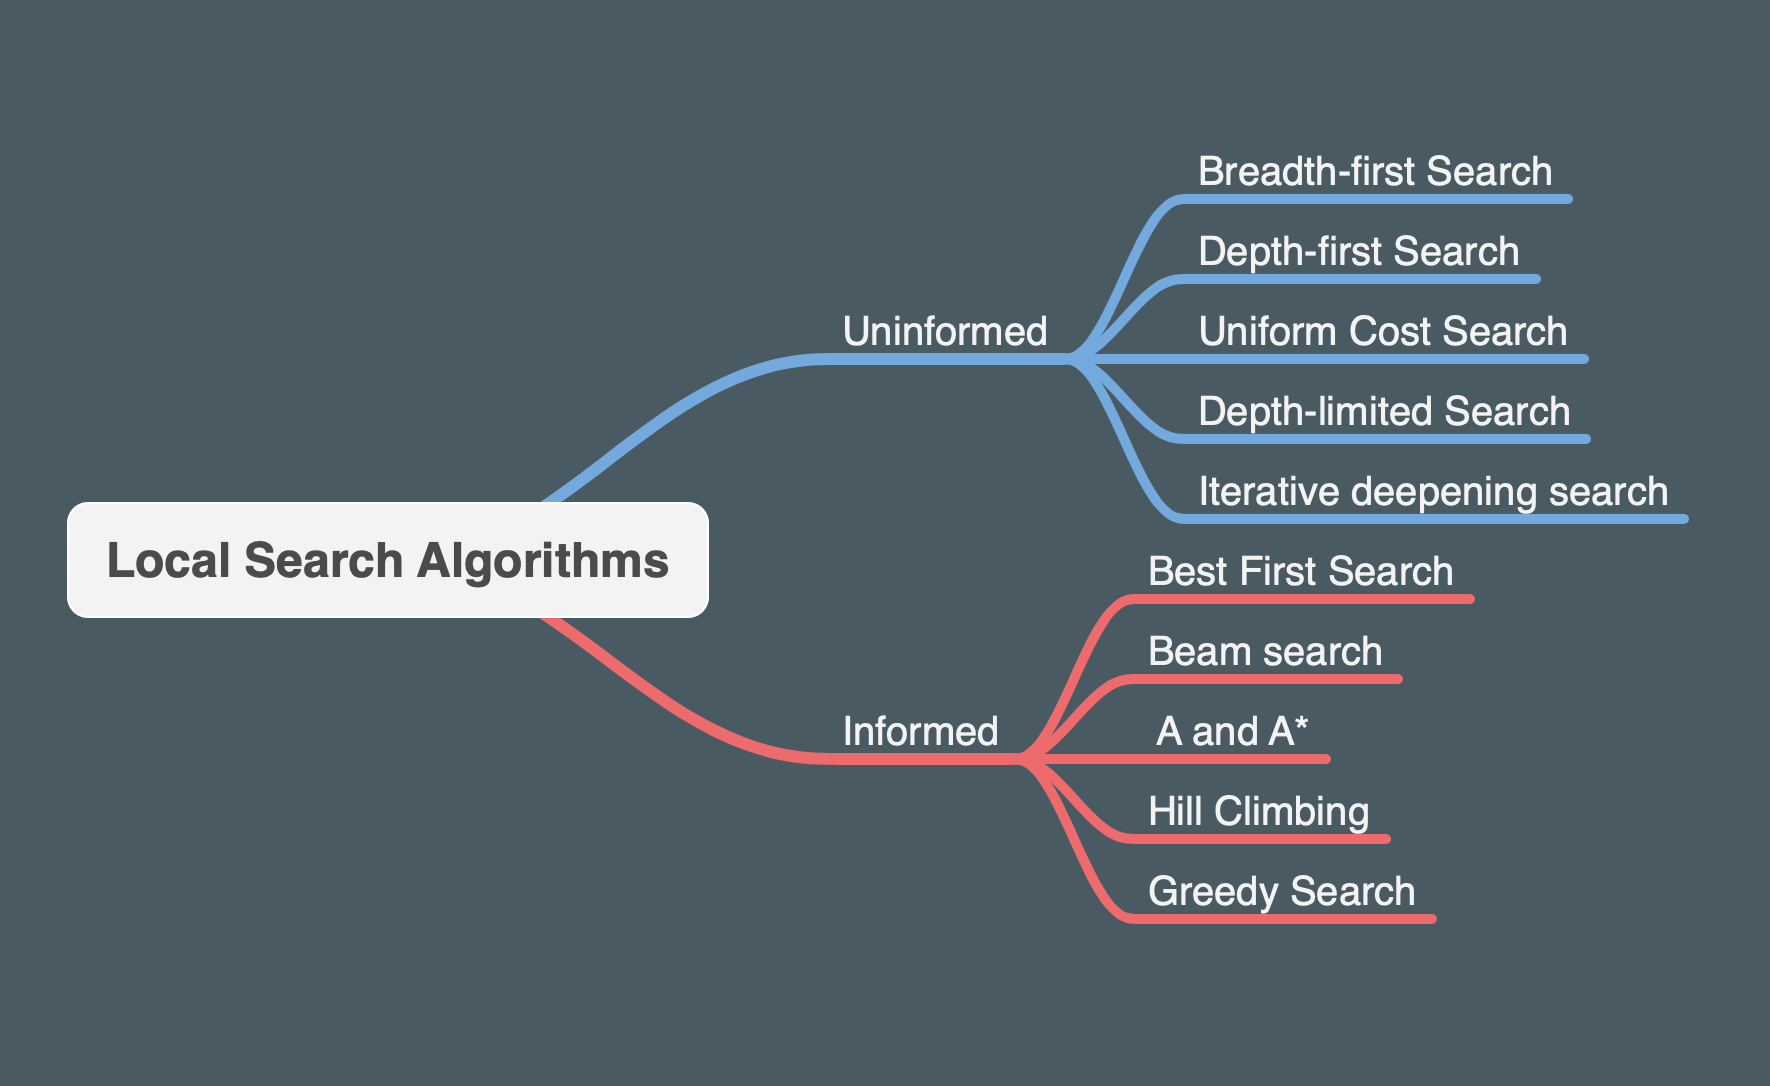 Local Search Algorithms
Uninformed
Breadth-first Search
Depth-first Search
Uniform Cost Search
Depth-limited Search
Iterative deepening search
Informed
Best First Search
Beam search
A and A*
Hill Climbing
Greedy Search